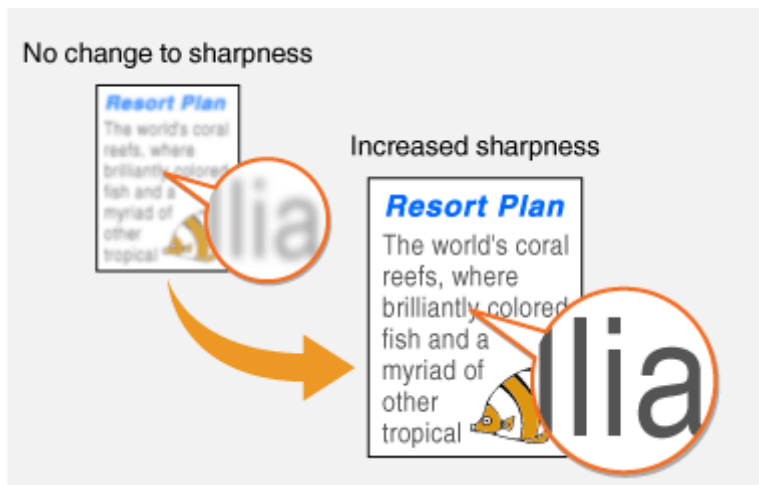 No change to sharpness
Resort Plan
The world's coral
reefs, where
brilliantly colored
fish and a
myriad of
other
tropical
llia
Increased sharpness
Resort Plan
The world's coral
reefs, where
brilliantly colored
fish and a
myriad of
other
tropical
llia